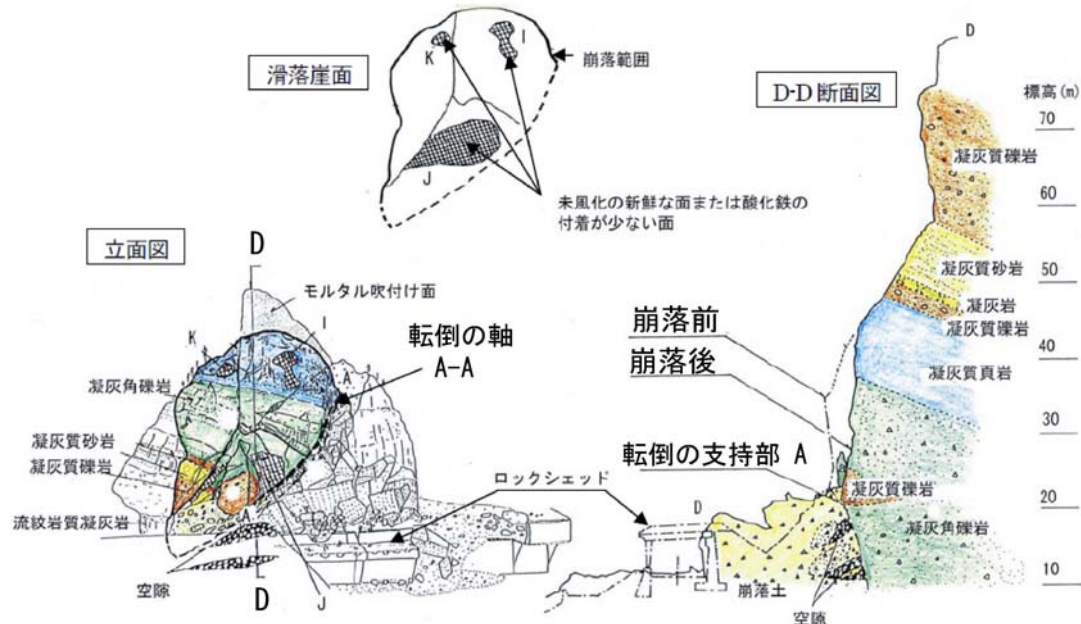 滑落崖面
K
I
J
崩落範囲
未風化の新鮮な面または酸化鉄の
付着が少ない面
立面図
D
モルタル吹付け面
I
K
A
転倒の軸
A-A
凝灰角礫岩
凝灰質砂岩
凝灰質礫岩
流紋岩質凝灰岩
空隙
D
J
ロックシェッド
D-D 断面図
D
標高(m)
70
凝灰質礫岩
60
凝灰質砂岩
50
凝灰岩
凝灰質礫岩
崩落前
40
崩落後
凝灰質頁岩
30
転倒の支持部 A
凝灰質礫岩
20
D
凝灰角礫岩
10
崩落土
空隙